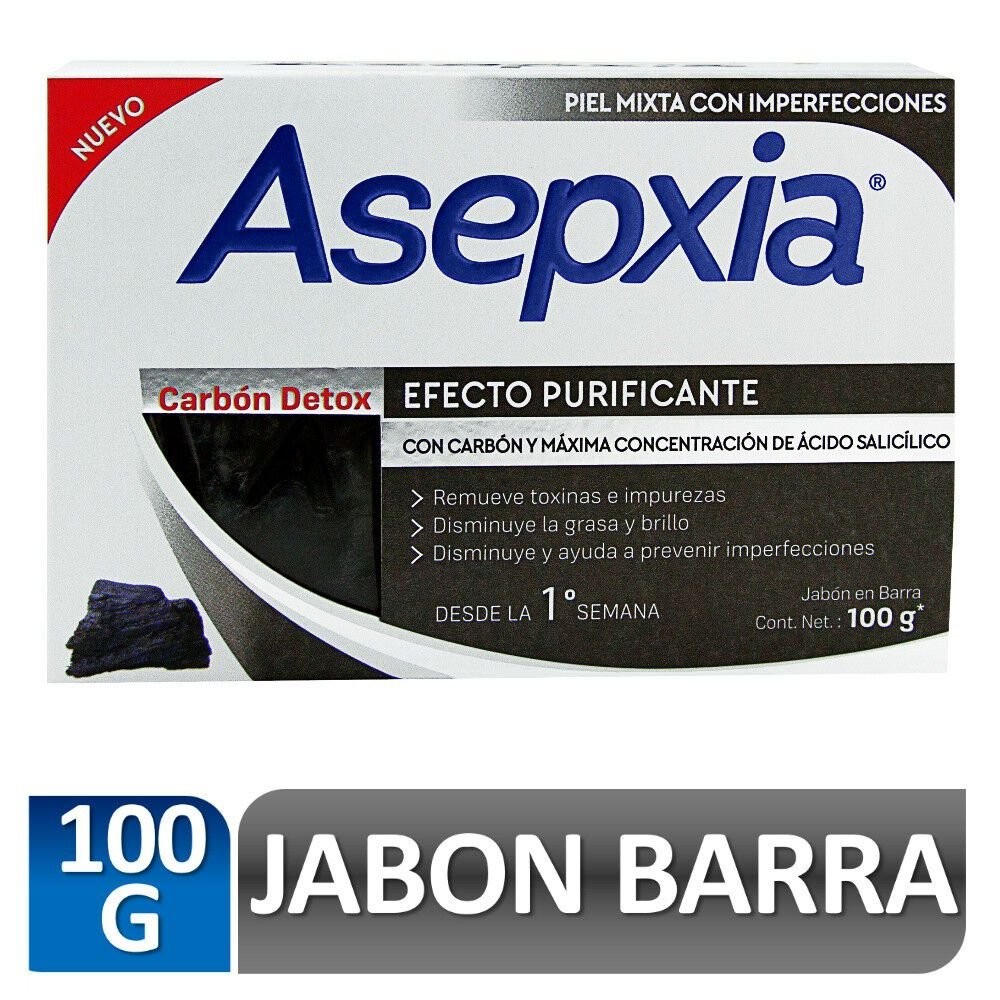 NUEVO
PIEL MIXTA CON IMPERFECCIONES
Asepxia®
Carbón Detox
EFECTO PURIFICANTE
CON CARBÓN Y MÁXIMA CONCENTRACIÓN DE ÁCIDO SALICÍLICO
> Remueve toxinas e impurezas
> Disminuye la grasa y brillo
> Disminuye y ayuda a prevenir imperfecciones
DESDE LA 1° SEMANA
Jabón en Barra
Cont. Net. : 100 g*
100
G
JABON BARRA